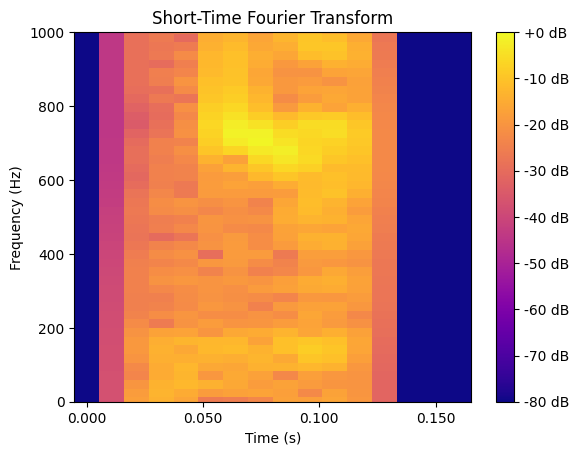 Short-Time Fourier Transform
1000
800
600
400
200
0
Frequency (Hz)
0.000
0.050
0.100
0.150
Time (s)
+0 dB
-10 dB
-20 dB
-30 dB
-40 dB
-50 dB
-60 dB
-70 dB
-80 dB